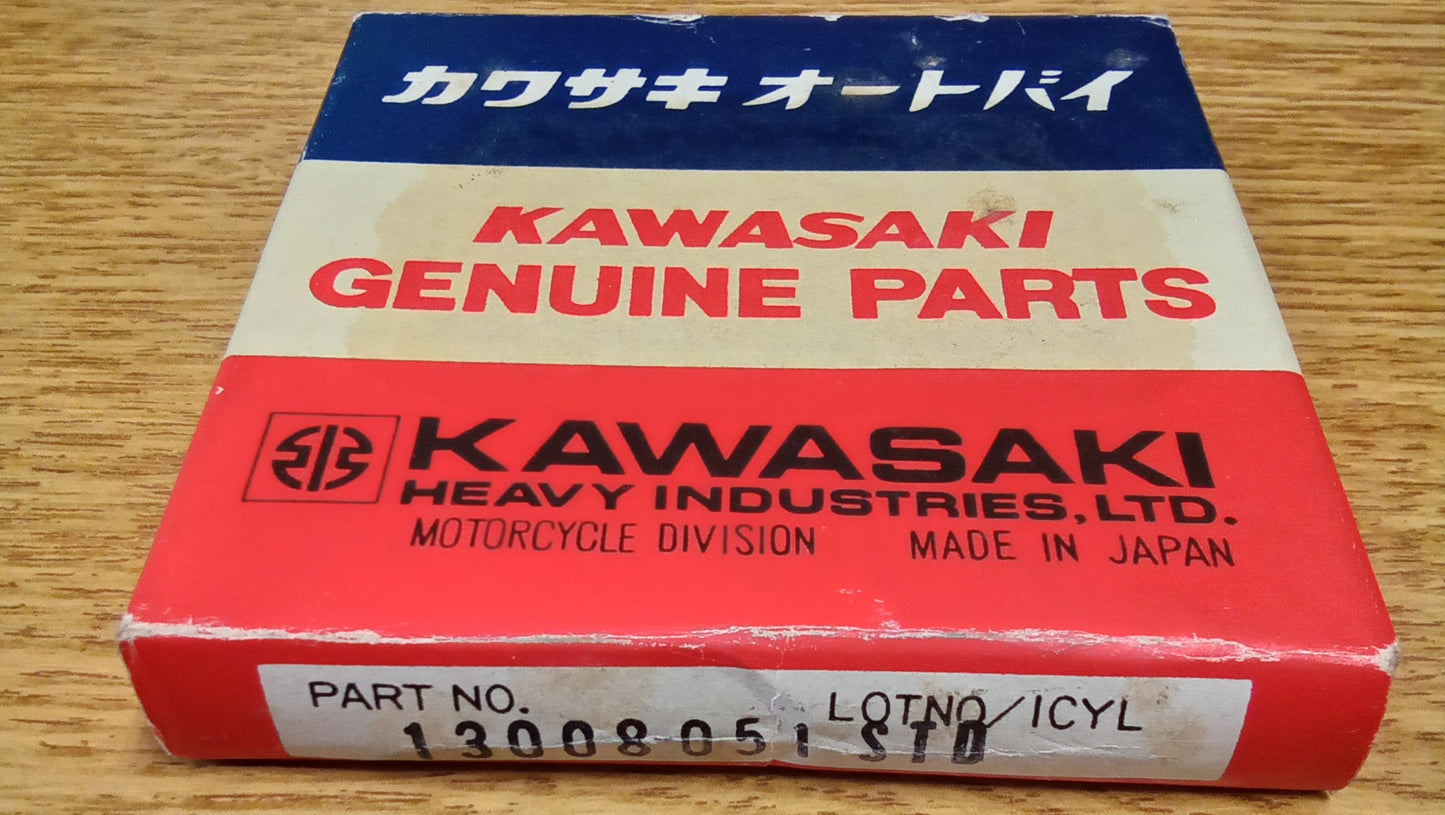 カワサキ オートバイ
KAWASAKI
GENUINE PARTS
KAWASAKI
HEAVY INDUSTRIES, LTD.
MOTORCYCLE DIVISION MADE IN JAPAN
PART NO. LOTNO/1CYL
13008051 STD